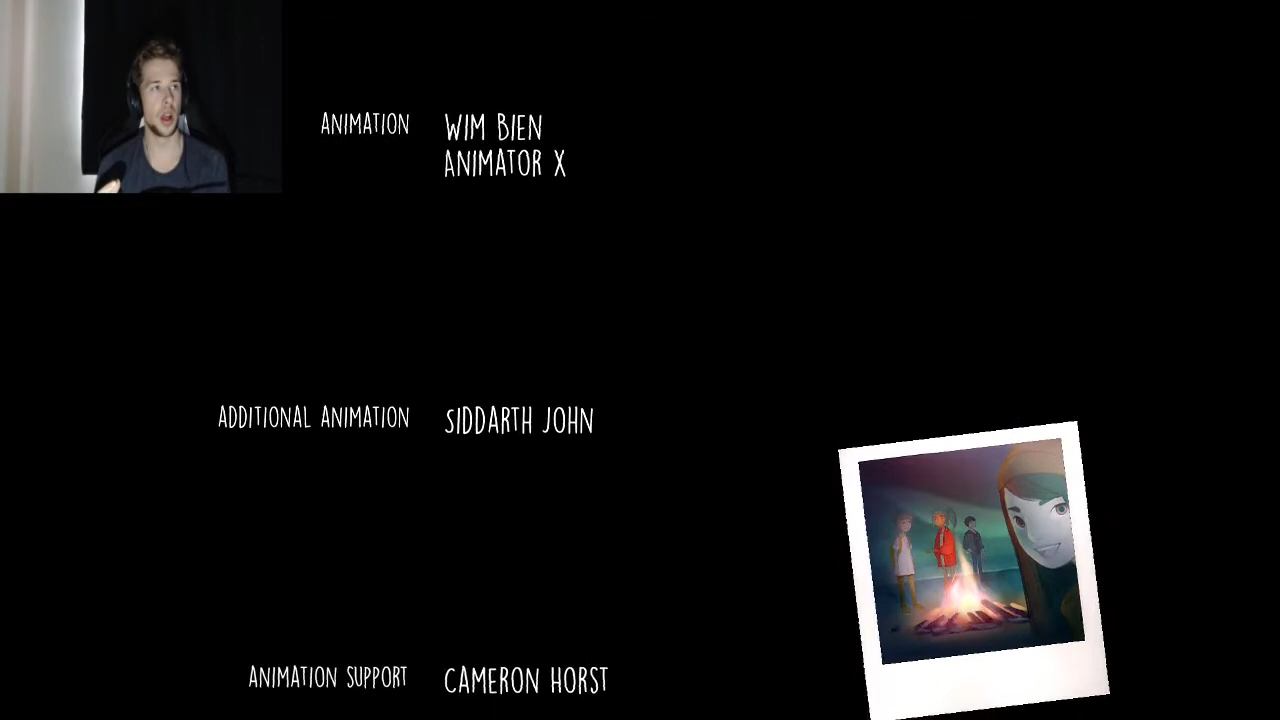 ANIMATION WIM BIEN
ANIMATOR X
ADDITIONAL ANIMATION SIDDARTH JOHN
ANIMATION SUPPORT CAMERON HORST